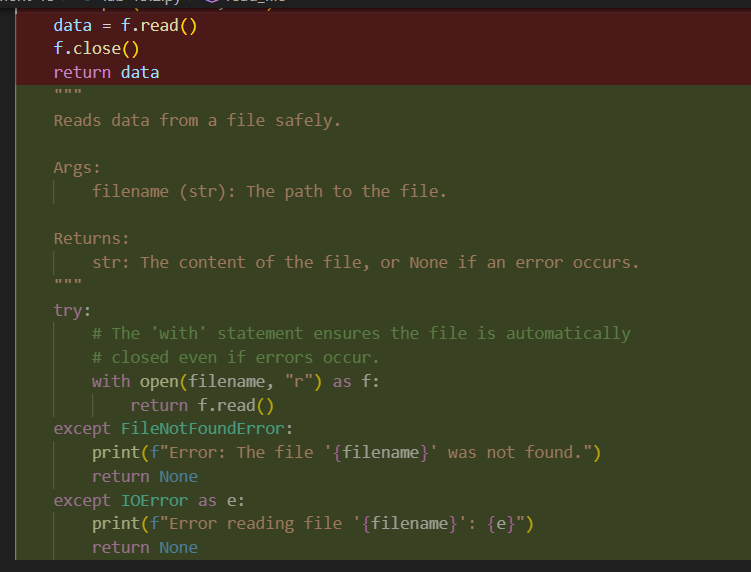 data = f.read()
f.close()
return data
"""
Reads data from a file safely.
Args:
filename (str): The path to the file.
Returns:
str: The content of the file, or None if an error occurs.
"""
try:
# The 'with' statement ensures the file is automatically
# closed even if errors occur.
with open(filename, "r") as f:
return f.read()
except FileNotFoundError:
print(f"Error: The file '{filename}' was not found.")
return None
except IOError as e:
print(f"Error reading file '{filename}': {e}")
return None